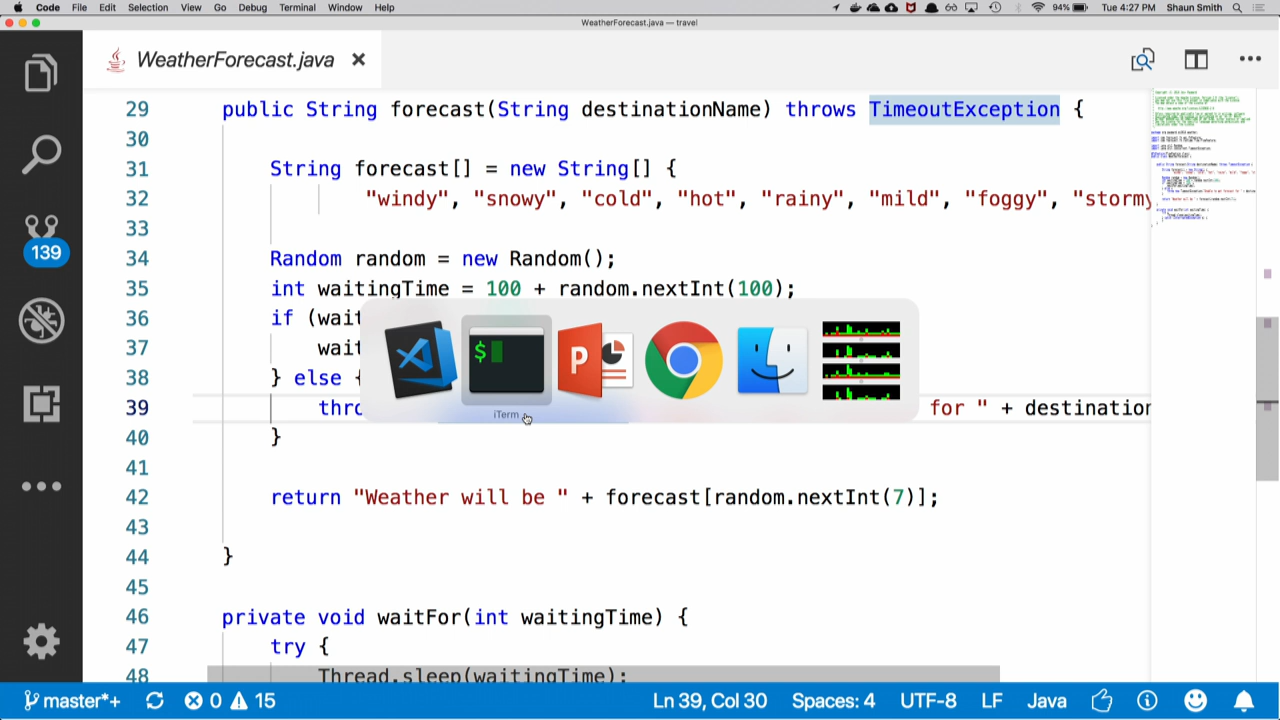 Code File Edit Selection View Go Debug Terminal Window Help 94% Tue 4:27 PM Shaun Smith
WeatherForecast.java — travel
WeatherForecast.java
29 public String forecast(String destinationName) throws TimeoutException {
30
31 String forecast[] = new String[] {
32 "windy", "snowy", "cold", "hot", "rainy", "mild", "foggy", "stormy
33
34 Random random = new Random();
35 int waitingTime = 100 + random.nextInt(100);
36 if (wait
37 wait
38 } else {
39 thro for " + destination
40 }
41
42 return "Weather will be " + forecast[random.nextInt(7)];
43
44 }
45
46 private void waitFor(int waitingTime) {
47 try {
48 Thread.sleep(waitingTime);
139
$
P
iTerm
master*+ 0 15 Ln 39, Col 30 Spaces: 4 UTF-8 LF Java